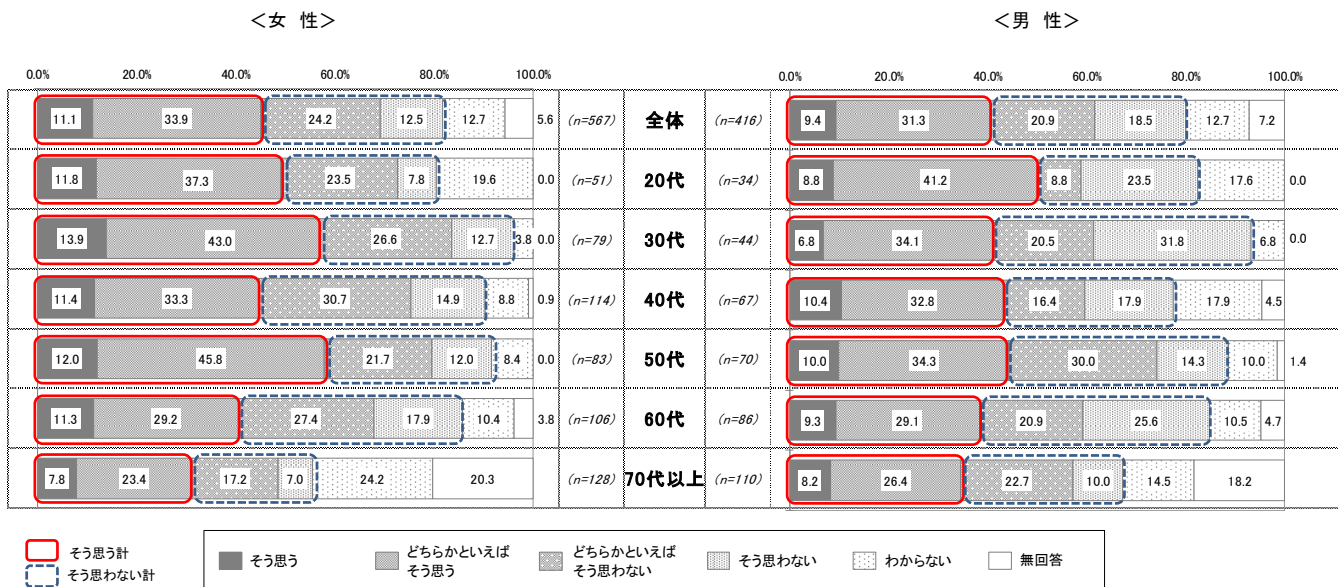 ＜女 性＞ ＜男 性＞
0.0% 20.0% 40.0% 60.0% 80.0% 100.0% 0.0% 20.0% 40.0% 60.0% 80.0% 100.0%
11.1 33.9 24.2 12.5 12.7 5.6 (n=567) 全体 (n=416) 9.4 31.3 20.9 18.5 12.7 7.2
11.8 37.3 23.5 7.8 19.6 0.0 (n=51) 20代 (n=34) 8.8 41.2 8.8 23.5 17.6 0.0
13.9 43.0 26.6 12.7 3.8 0.0 (n=79) 30代 (n=44) 6.8 34.1 20.5 31.8 6.8 0.0
11.4 33.3 30.7 14.9 8.8 0.9 (n=114) 40代 (n=67) 10.4 32.8 16.4 17.9 17.9 4.5
12.0 45.8 21.7 12.0 8.4 0.0 (n=83) 50代 (n=70) 10.0 34.3 30.0 14.3 10.0 1.4
11.3 29.2 27.4 17.9 10.4 3.8 (n=106) 60代 (n=86) 9.3 29.1 20.9 25.6 10.5 4.7
7.8 23.4 17.2 7.0 24.2 20.3 (n=128) 70代以上 (n=110) 8.2 26.4 22.7 10.0 14.5 18.2
そう思う計
そう思わない計
そう思う
どちらかといえば
そう思う
どちらかといえば
そう思わない
そう思わない
わからない
無回答